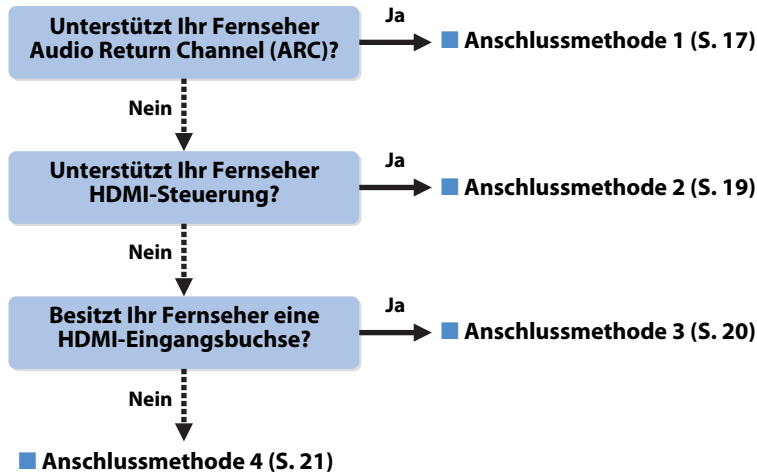 Unterstützt Ihr Fernseher
Audio Return Channel (ARC)?
Ja
■ Anschlussmethode 1 (S. 17)
Nein
Unterstützt Ihr Fernseher
HDMI-Steuerung?
Ja
■ Anschlussmethode 2 (S. 19)
Nein
Besitzt Ihr Fernseher eine
HDMI-Eingangsbuchse?
Ja
■ Anschlussmethode 3 (S. 20)
Nein
■ Anschlussmethode 4 (S. 21)